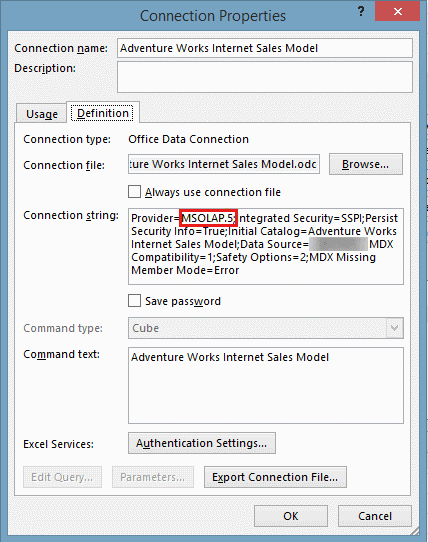 Connection Properties
?
Connection name: Adventure Works Internet Sales Model
Description:
Usage Definition
Connection type: Office Data Connection
Connection file: ure Works Internet Sales Model.odc Browse...
Always use connection file
Connection string: Provider=MSOLAP.5;Integrated Security=SSPI;Persist
Security Info=True;Initial Catalog=Adventure Works
Internet Sales Model;Data Source= MDX
Compatibility=1;Safety Options=2;MDX Missing
Member Mode=Error
Save password
Command type: Cube
Command text: Adventure Works Internet Sales Model
Excel Services: Authentication Settings...
Edit Query... Parameters... Export Connection File...
OK Cancel